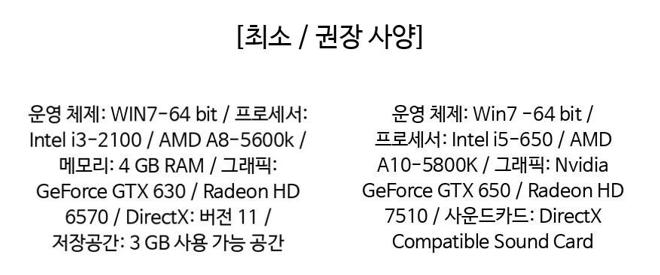 [최소 / 권장 사양]
운영 체제: WIN7-64 bit / 프로세서:
Intel i3-2100 / AMD A8-5600k /
메모리: 4 GB RAM / 그래픽:
GeForce GTX 630 / Radeon HD
6570 / DirectX: 버전 11 /
저장공간: 3 GB 사용 가능 공간
운영 체제: Win7 -64 bit /
프로세서: Intel i5-650 / AMD
A10-5800K / 그래픽: Nvidia
GeForce GTX 650 / Radeon HD
7510 / 사운드카드: DirectX
Compatible Sound Card